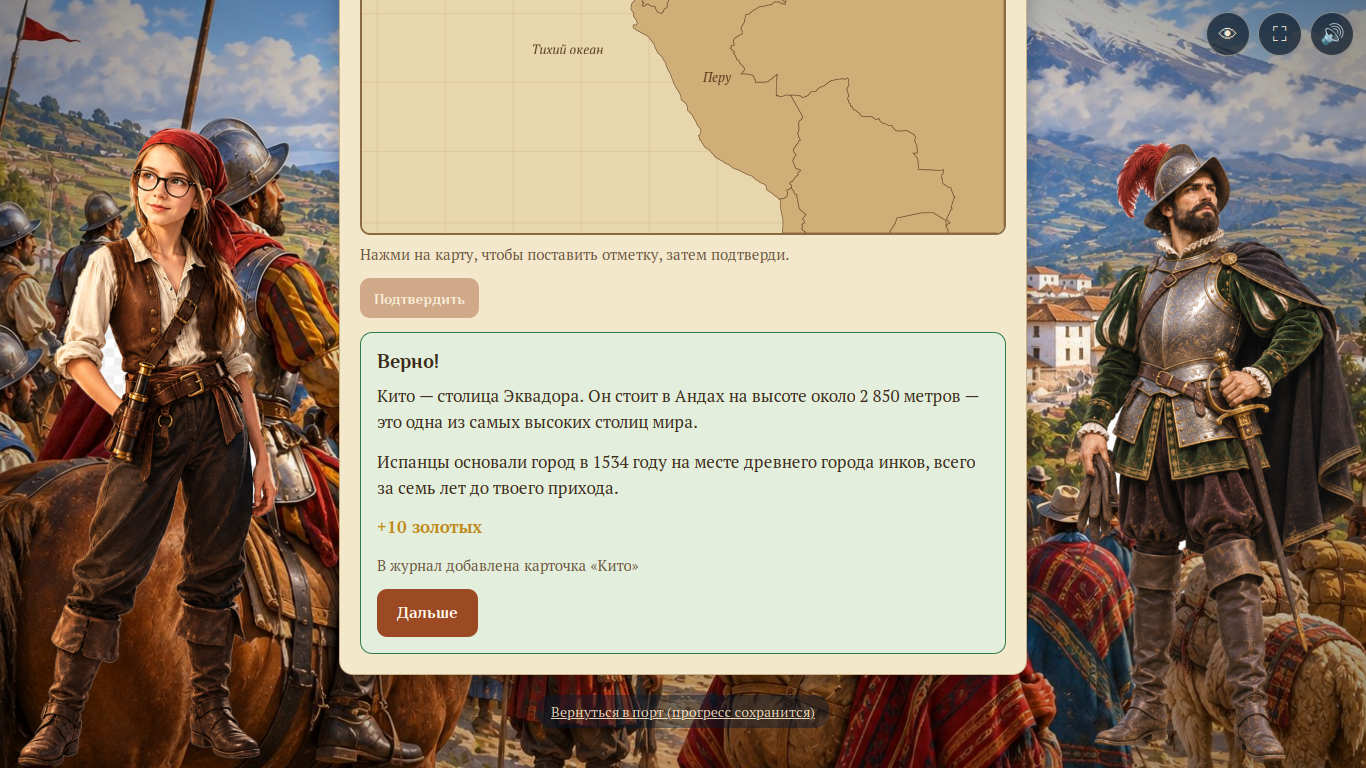 Тихий океан
Перу
Нажми на карту, чтобы поставить отметку, затем подтверди.
Подтвердить
Верно!
Кито — столица Эквадора. Он стоит в Андах на высоте около 2 850 метров —
это одна из самых высоких столиц мира.
Испанцы основали город в 1534 году на месте древнего города инков, всего
за семь лет до твоего прихода.
+10 золотых
В журнал добавлена карточка «Кито»
Дальше
Вернуться в порт (прогресс сохранится)